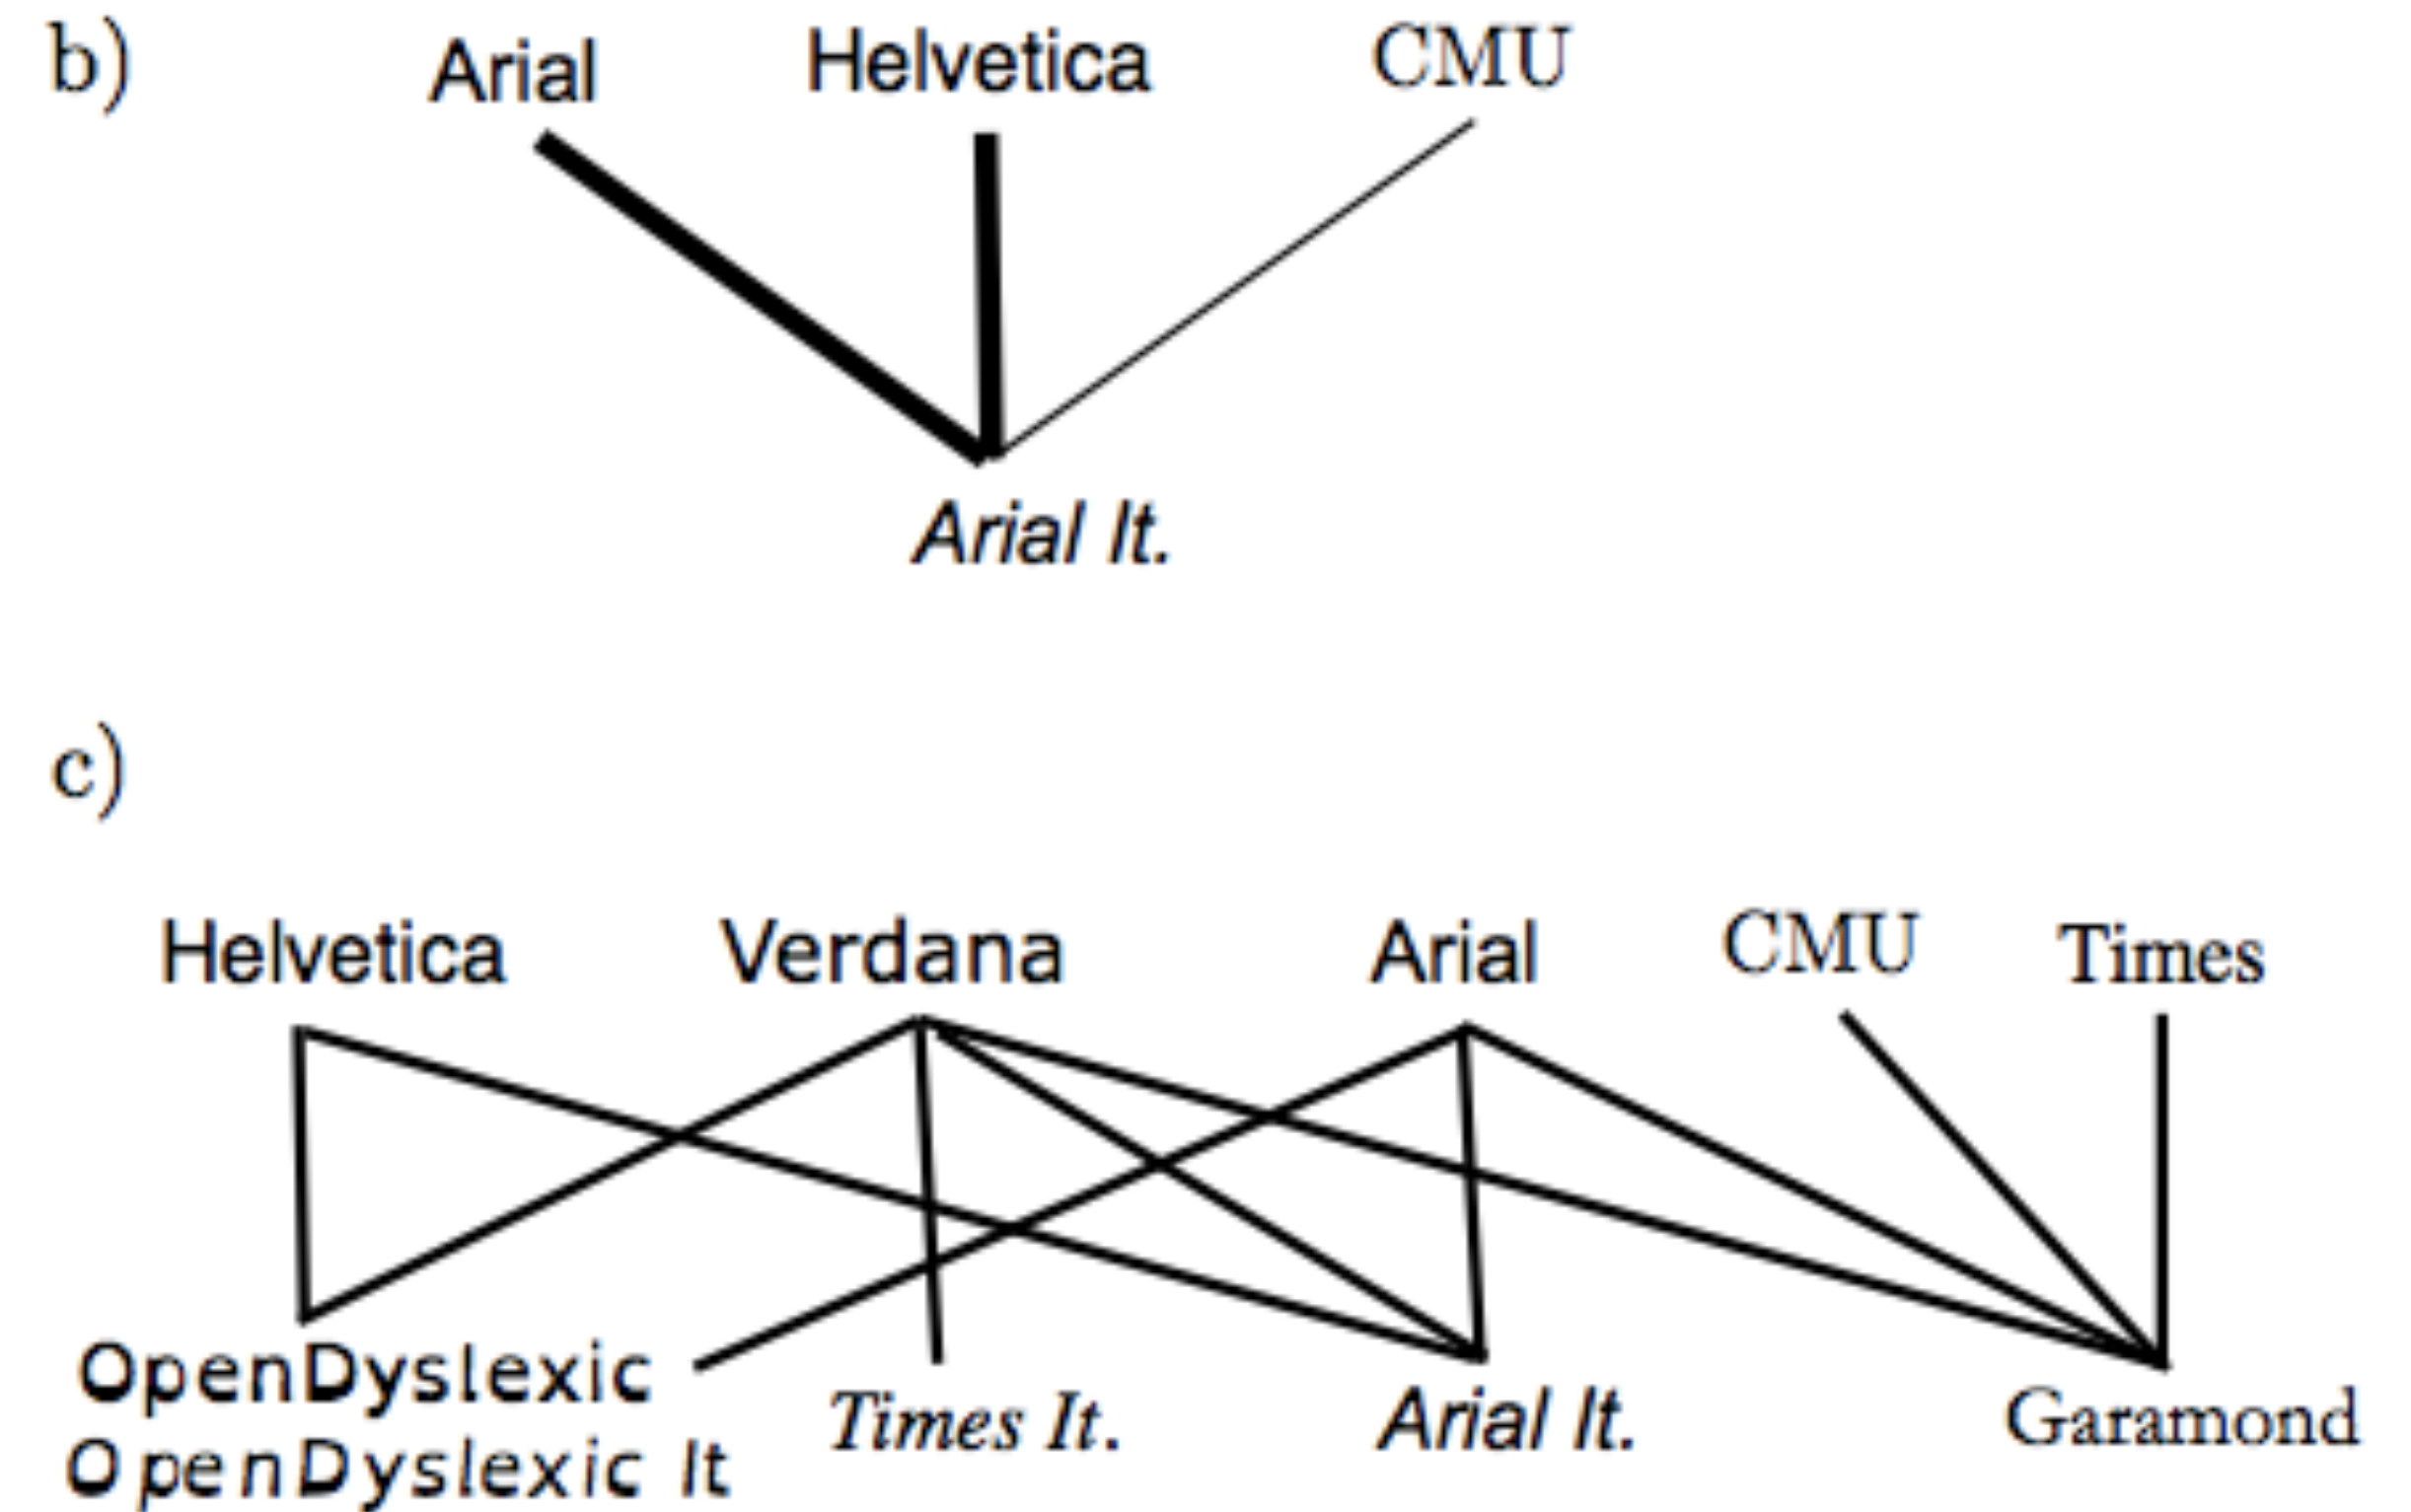 b) Arial Helvetica CMU
Arial It.
c)
Helvetica Verdana Arial CMU Times
OpenDyslexic
Times It. Arial It. Garamond
OpenDyslexic It